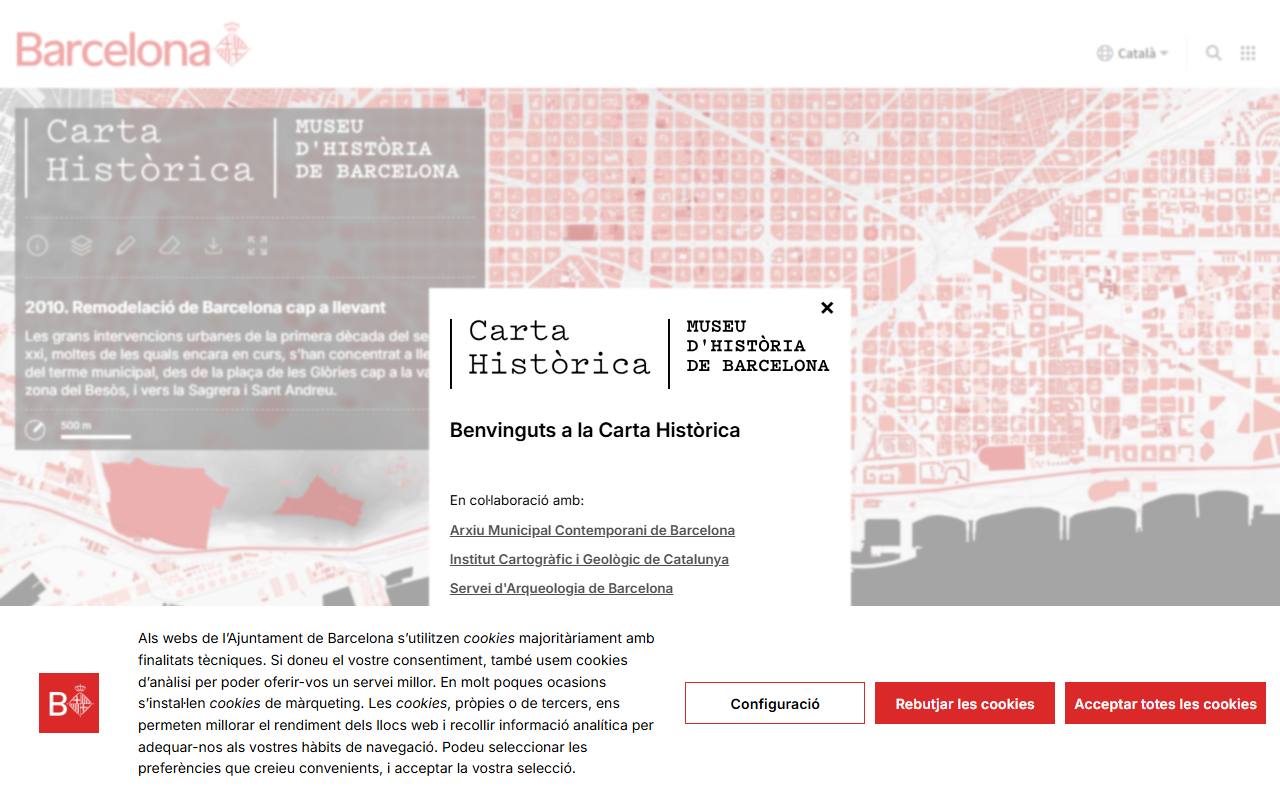 Barcelona
Català
Carta
Històrica
MUSEU
D'HISTÒRIA
DE BARCELONA
2010. Remodelació de Barcelona cap a llevant
Les grans intervencions urbanes de la primera dècada del se
xxi, moltes de les quals encara en curs, s'han concentrat a lle
del terme municipal, des de la plaça de les Glòries cap a la va
zona del Besòs, i vers la Sagrera i Sant Andreu.
500 m
Carta
Històrica
MUSEU
D'HISTÒRIA
DE BARCELONA
Benvinguts a la Carta Històrica
En col·laboració amb:
Arxiu Municipal Contemporani de Barcelona
Institut Cartogràfic i Geològic de Catalunya
Servei d'Arqueologia de Barcelona
B
Als webs de l’Ajuntament de Barcelona s’utilitzen cookies majoritàriament amb
finalitats tècniques. Si doneu el vostre consentiment, també usem cookies
d’anàlisi per poder oferir-vos un servei millor. En molt poques ocasions
s’instal·len cookies de màrqueting. Les cookies, pròpies o de tercers, ens
permeten millorar el rendiment dels llocs web i recollir informació analítica per
adequar-nos als vostres hàbits de navegació. Podeu seleccionar les
preferències que creieu convenients, i acceptar la vostra selecció.
Configuració
Rebutjar les cookies
Acceptar totes les cookies